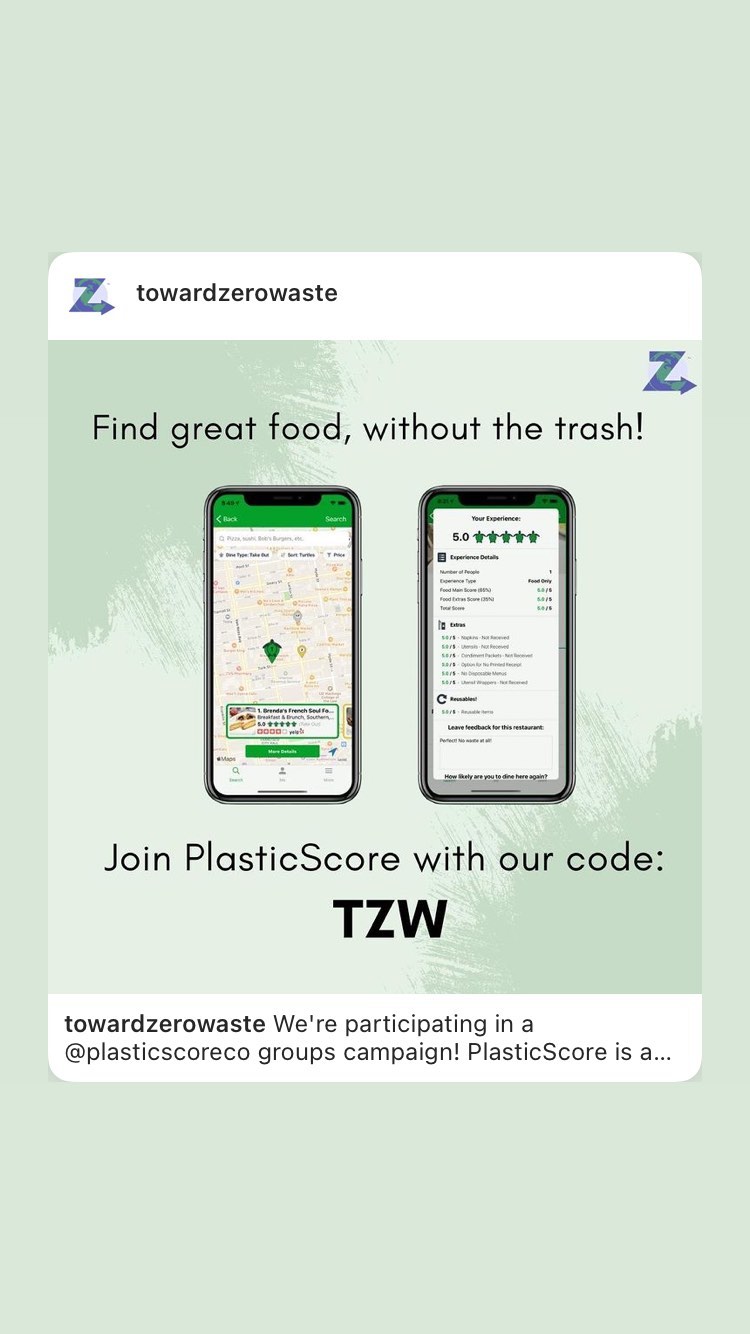 towardzerowaste
Find great food, without the trash!
Back
Search
Pizza, sushi, Bob's Burgers, etc.
Dine Type: Take Out
Sort: Turtles
Price
1. Brenda's French Soul Fo...
Breakfast & Brunch, Southern,...
5.0
yelp
More Details
Maps
Search
Me
More
Your Experience:
5.0
Experience Details
Number of People 1
Experience Type Food Only
Food Main Score (65%) 5.0 / 5
Food Extras Score (35%) 5.0 / 5
Total Score 5.0 / 5
Extras
5.0 / 5 - Napkins - Not Received
5.0 / 5 - Utensils - Not Received
5.0 / 5 - Condiment Packets - Not Received
5.0 / 5 - Option for No Printed Receipt
5.0 / 5 - No Disposable Menus
5.0 / 5 - Utensil Wrappers - Not Received
Reusables!
5.0 / 5 - Reusable Items
Leave feedback for this restaurant:
Perfect! No waste at all!
How likely are you to dine here again?
Join PlasticScore with our code:
TZW
towardzerowaste We're participating in a
@plasticscoreco groups campaign! PlasticScore is a...